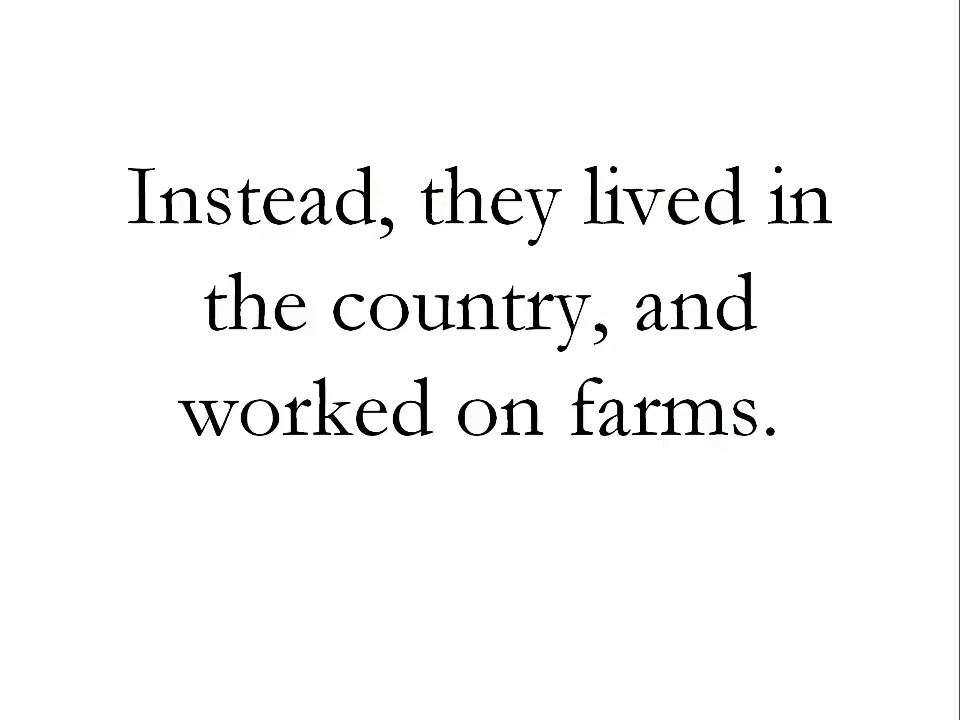 Instead, they lived in
the country, and
worked on farms.